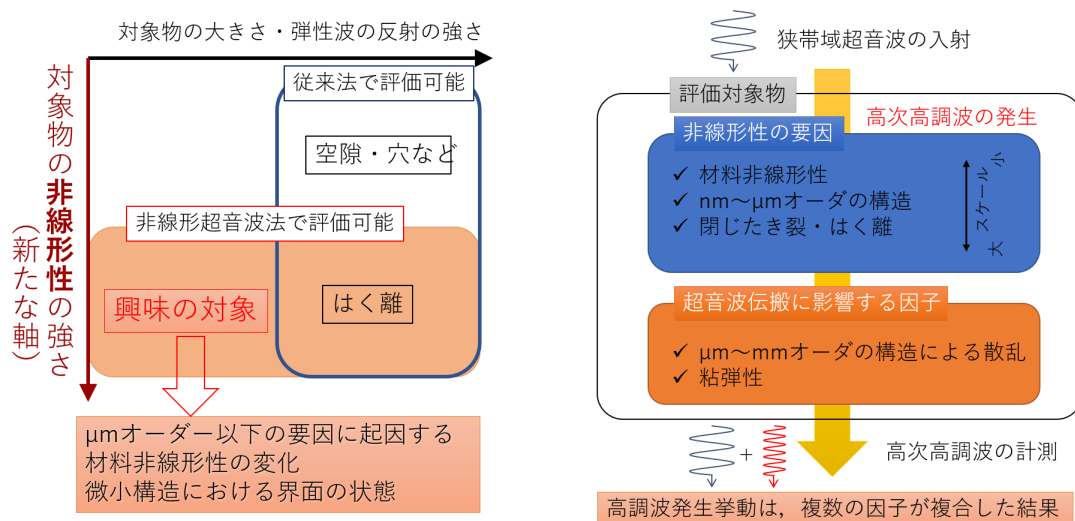 対象物の大きさ・弾性波の反射の強さ
対象物の非線形性の強さ
（新たな軸）
従来法で評価可能
空隙・穴など
非線形超音波法で評価可能
興味の対象
はく離
μmオーダー以下の要因に起因する
材料非線形性の変化
微小構造における界面の状態
狭帯域超音波の入射
評価対象物
高次高調波の発生
非線形性の要因
✓ 材料非線形性
✓ nm～μmオーダの構造
✓ 閉じたき裂・はく離
小
スケール
大
超音波伝搬に影響する因子
✓ μm～mmオーダの構造による散乱
✓ 粘弾性
+
高次高調波の計測
高調波発生挙動は，複数の因子が複合した結果